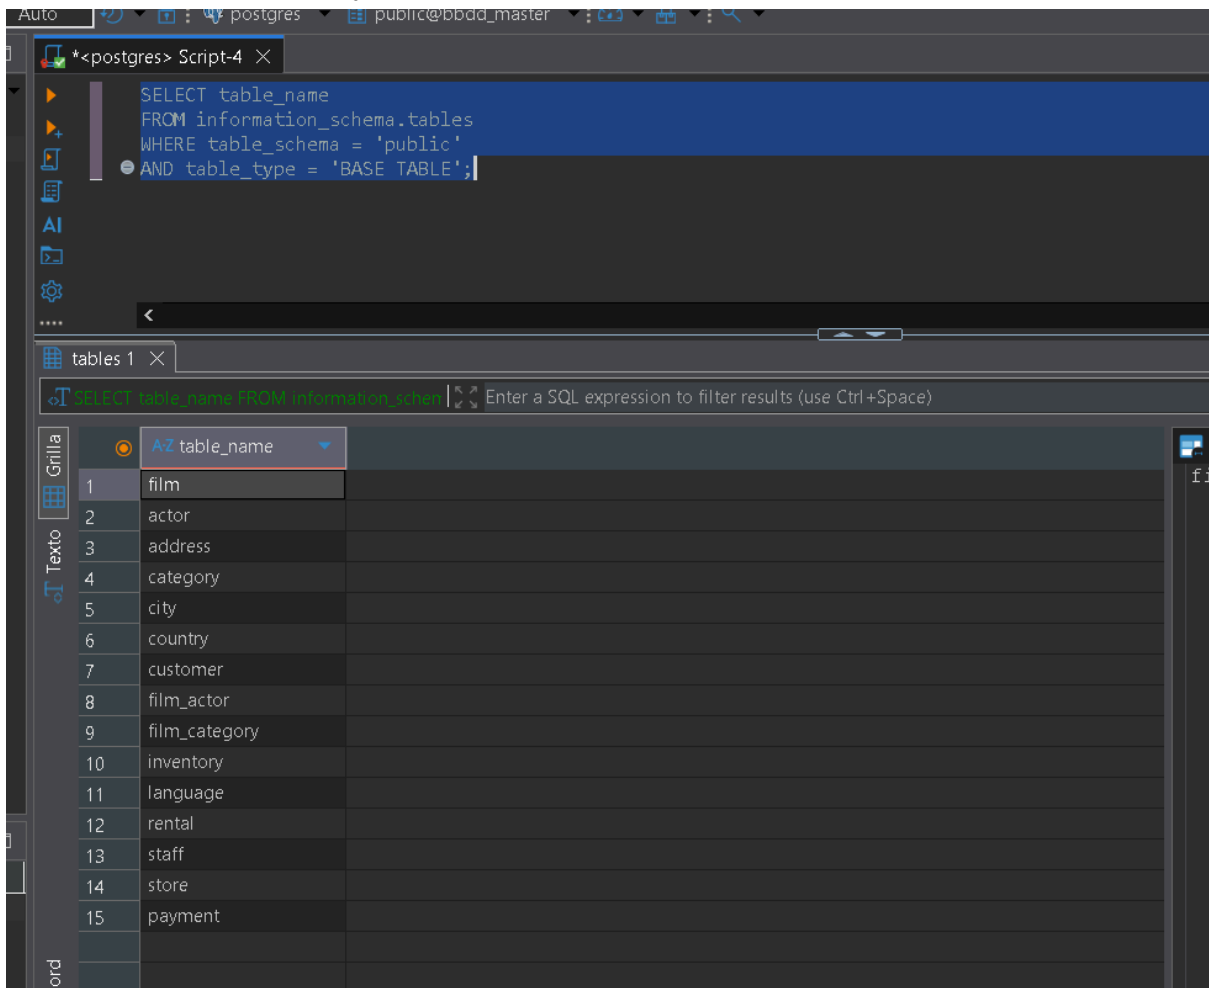 Auto postgres public@bbdd_master
*<postgres> Script-4
SELECT table_name
FROM information_schema.tables
WHERE table_schema = 'public'
AND table_type = 'BASE TABLE';
AI
tables 1
SELECT table_name FROM information_schem Enter a SQL expression to filter results (use Ctrl+Space)
Grilla
Texto
A-Z table_name
1 film
2 actor
3 address
4 category
5 city
6 country
7 customer
8 film_actor
9 film_category
10 inventory
11 language
12 rental
13 staff
14 store
15 payment
fi
ord